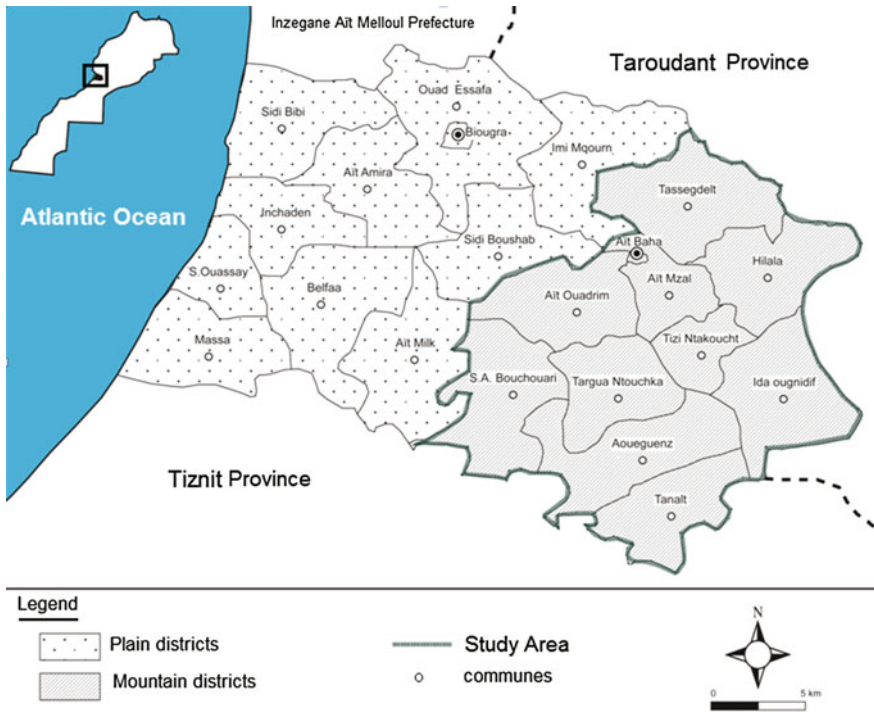 Inzegane Aït Melloul Prefecture
Taroudant Province
Ouad Essafa
Sidi Bibi
Biougra
Imi Mqourn
Aït Amira
Tassegdelt
Atlantic Ocean
Jnchaden
Sidi Boushab
Aït Baha
Hilala
S.Ouassay
Belfaa
Aït Mzal
Aït Ouadrim
Massa
Aït Milk
Tizi Ntakoucht
S.A. Bouchouari
Targua Ntouchka
Ida ougnidif
Aoueguenz
Tiznit Province
Tanalt
Legend
Plain districts
Study Area
Mountain districts
communes
N
0 5 km